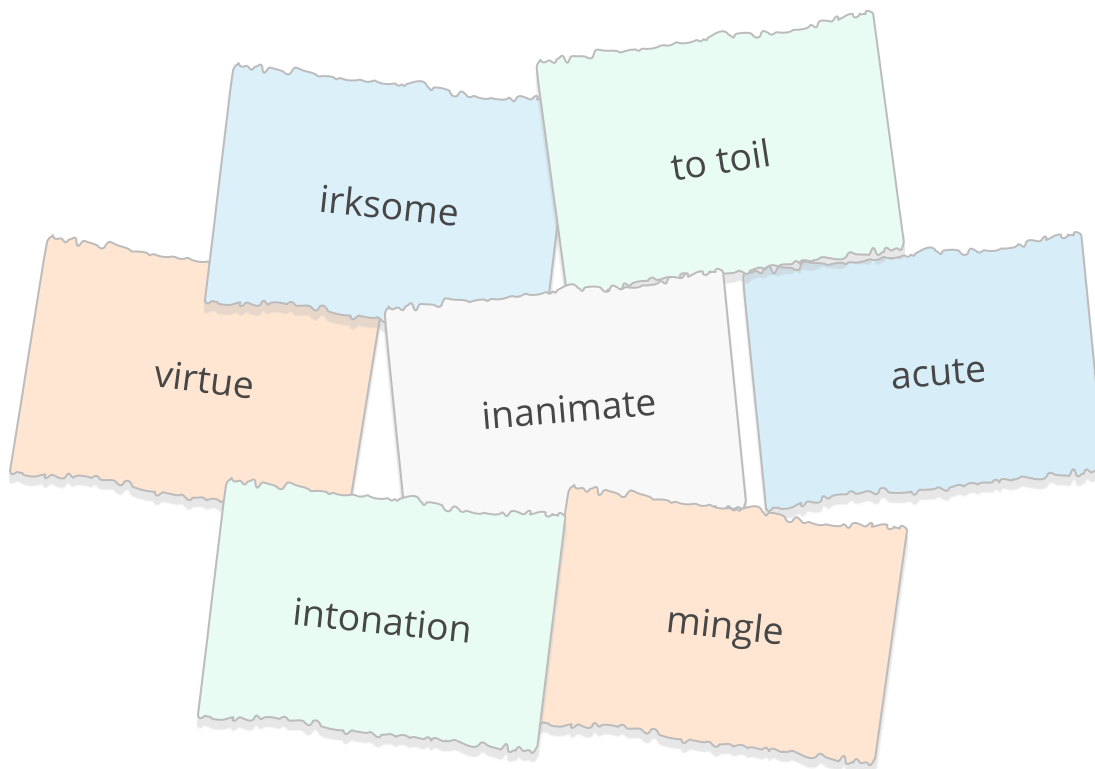 to toil
irksome
virtue
inanimate
acute
intonation
mingle